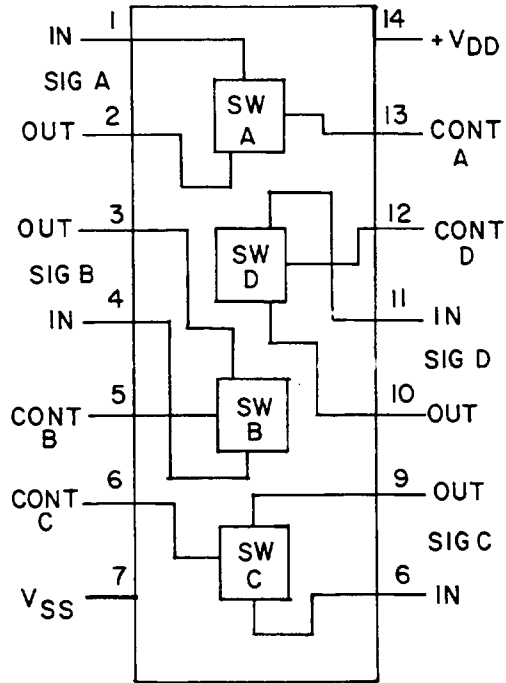 1
IN
14
+VDD
SIG A
SW
A
2
OUT
13
CONT
A
3
OUT
12
CONT
D
SIG B
SW
D
4
IN
11
IN
SIG D
5
CONT
B
SW
B
10
OUT
6
CONT
C
9
OUT
SW
C
SIG C
7
VSS
6
IN